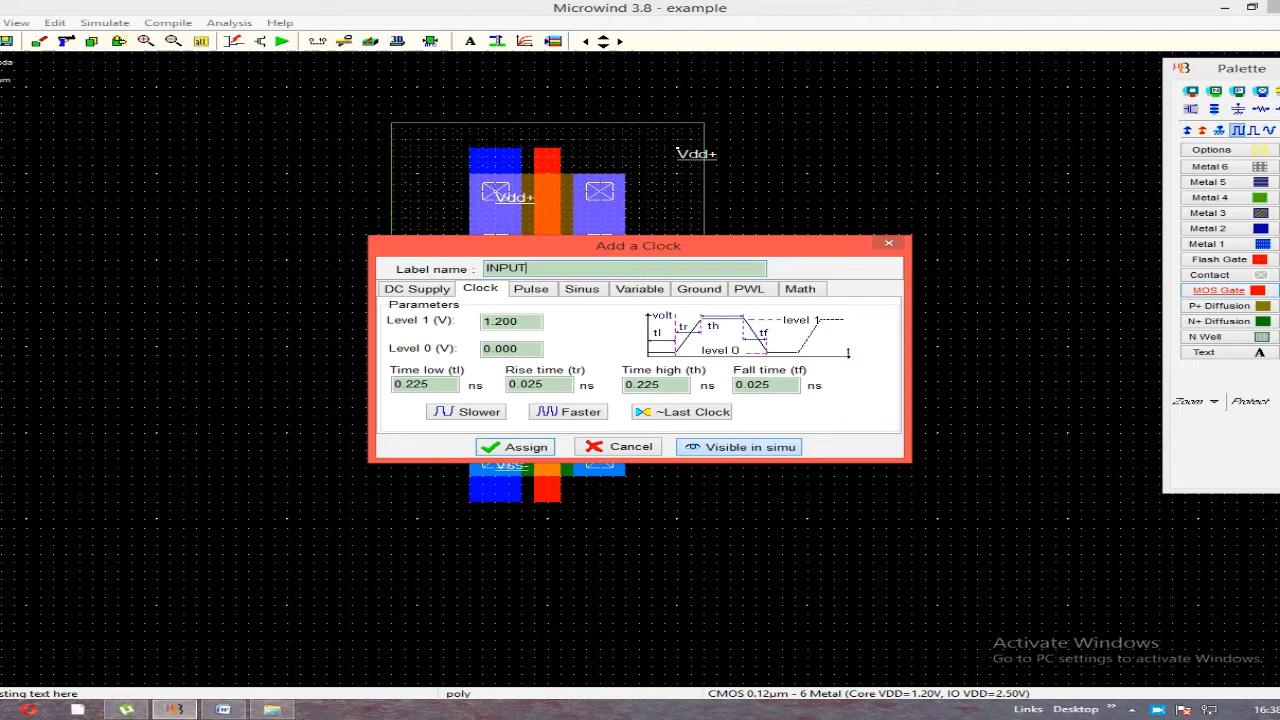 Microwind 3.8 - example
View Edit Simulate Compile Analysis Help
Palette
Vdd+
Vdd+
Options
Metal 6
Metal 5
Metal 4
Metal 3
Metal 2
Metal 1
Flash Gate
Contact
MOS Gate
P+ Diffusion
N+ Diffusion
N Well
Text A
Zoom Protect
Add a Clock
Label name : INPUT
DC Supply Clock Pulse Sinus Variable Ground PWL Math
Parameters
Level 1 (V): 1.200
Level 0 (V): 0.000
volt
tl tr th tf
level 1
level 0
t
Time low (tl) Rise time (tr) Time high (th) Fall time (tf)
0.225 ns 0.025 ns 0.225 ns 0.025 ns
Slower Faster ~Last Clock
Assign Cancel Visible in simu
Vss-
Activate Windows
Go to PC settings to activate Windows.
sting text here poly CMOS 0.12µm - 6 Metal (Core VDD=1.20V, IO VDD=2.50V)
Links Desktop 16:38